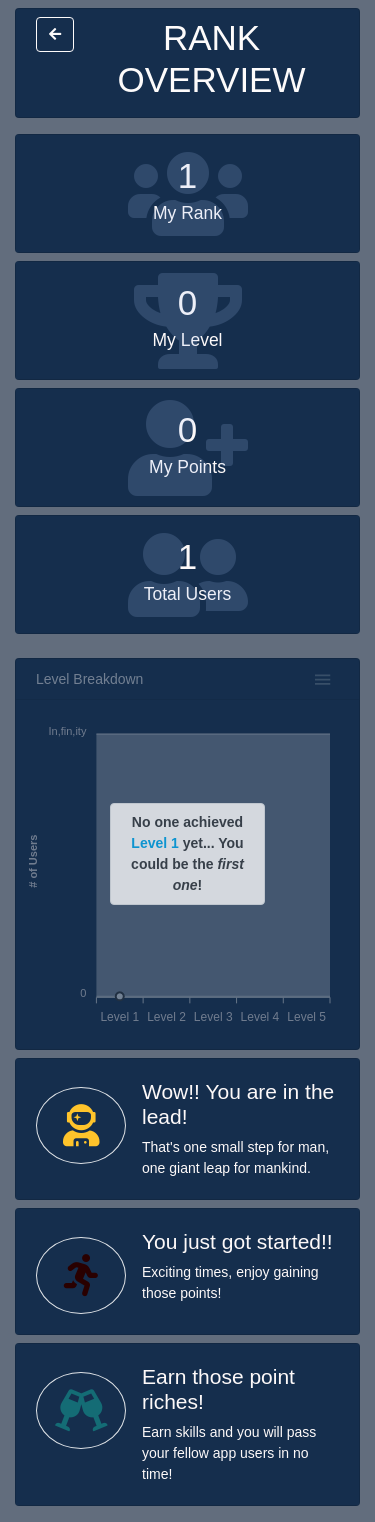 RANK
OVERVIEW
1
My Rank
0
My Level
0
My Points
1
Total Users
Level Breakdown
In,fin,ity
# of Users
No one achieved
Level 1 yet... You
could be the first
one!
0
Level 1 Level 2 Level 3 Level 4 Level 5
Wow!! You are in the
lead!
That's one small step for man,
one giant leap for mankind.
You just got started!!
Exciting times, enjoy gaining
those points!
Earn those point
riches!
Earn skills and you will pass
your fellow app users in no
time!